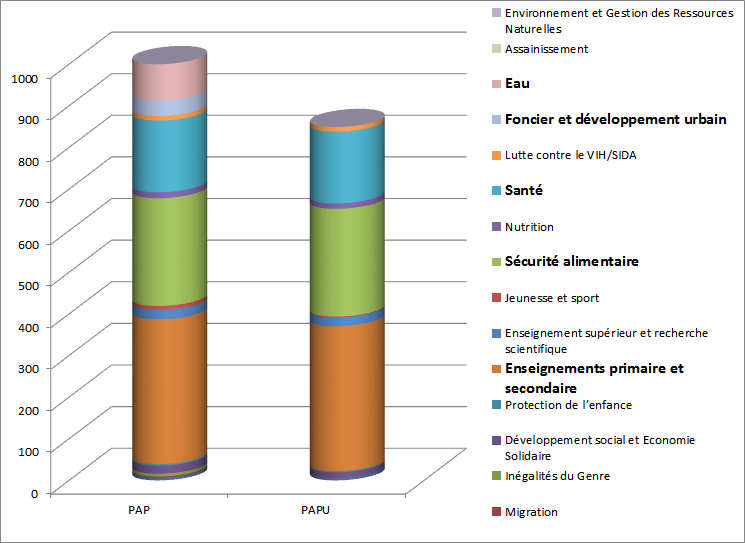 1000
900
800
700
600
500
400
300
200
100
0
PAP
PAPU
Environnement et Gestion des Ressources
Naturelles
Assainissement
Eau
Foncier et développement urbain
Lutte contre le VIH/SIDA
Santé
Nutrition
Sécurité alimentaire
Jeunesse et sport
Enseignement supérieur et recherche
scientifique
Enseignements primaire et
secondaire
Protection de l’enfance
Développement social et Economie
Solidaire
Inégalités du Genre
Migration